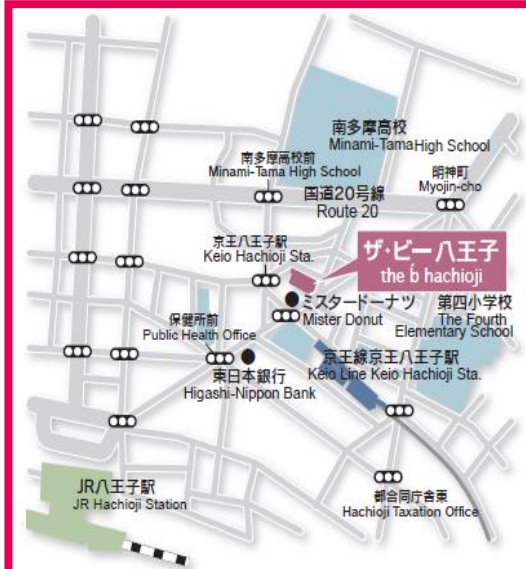 南多摩高校
Minami-Tama High School
南多摩高校前
Minami-Tama High School
明神町
Myojin-cho
国道20号線
Route 20
京王八王子駅
Keio Hachioji Sta.
ザ・ビー八王子
the b hachioji
ミスタードーナツ
Mister Donut
第四小学校
The Fourth
Elementary School
保健所前
Public Health Office
東日本銀行
Higashi-Nippon Bank
京王線京王八王子駅
Keio Line Keio Hachioji Sta.
JR八王子駅
JR Hachioji Station
都合同庁舎東
Hachioji Taxation Office